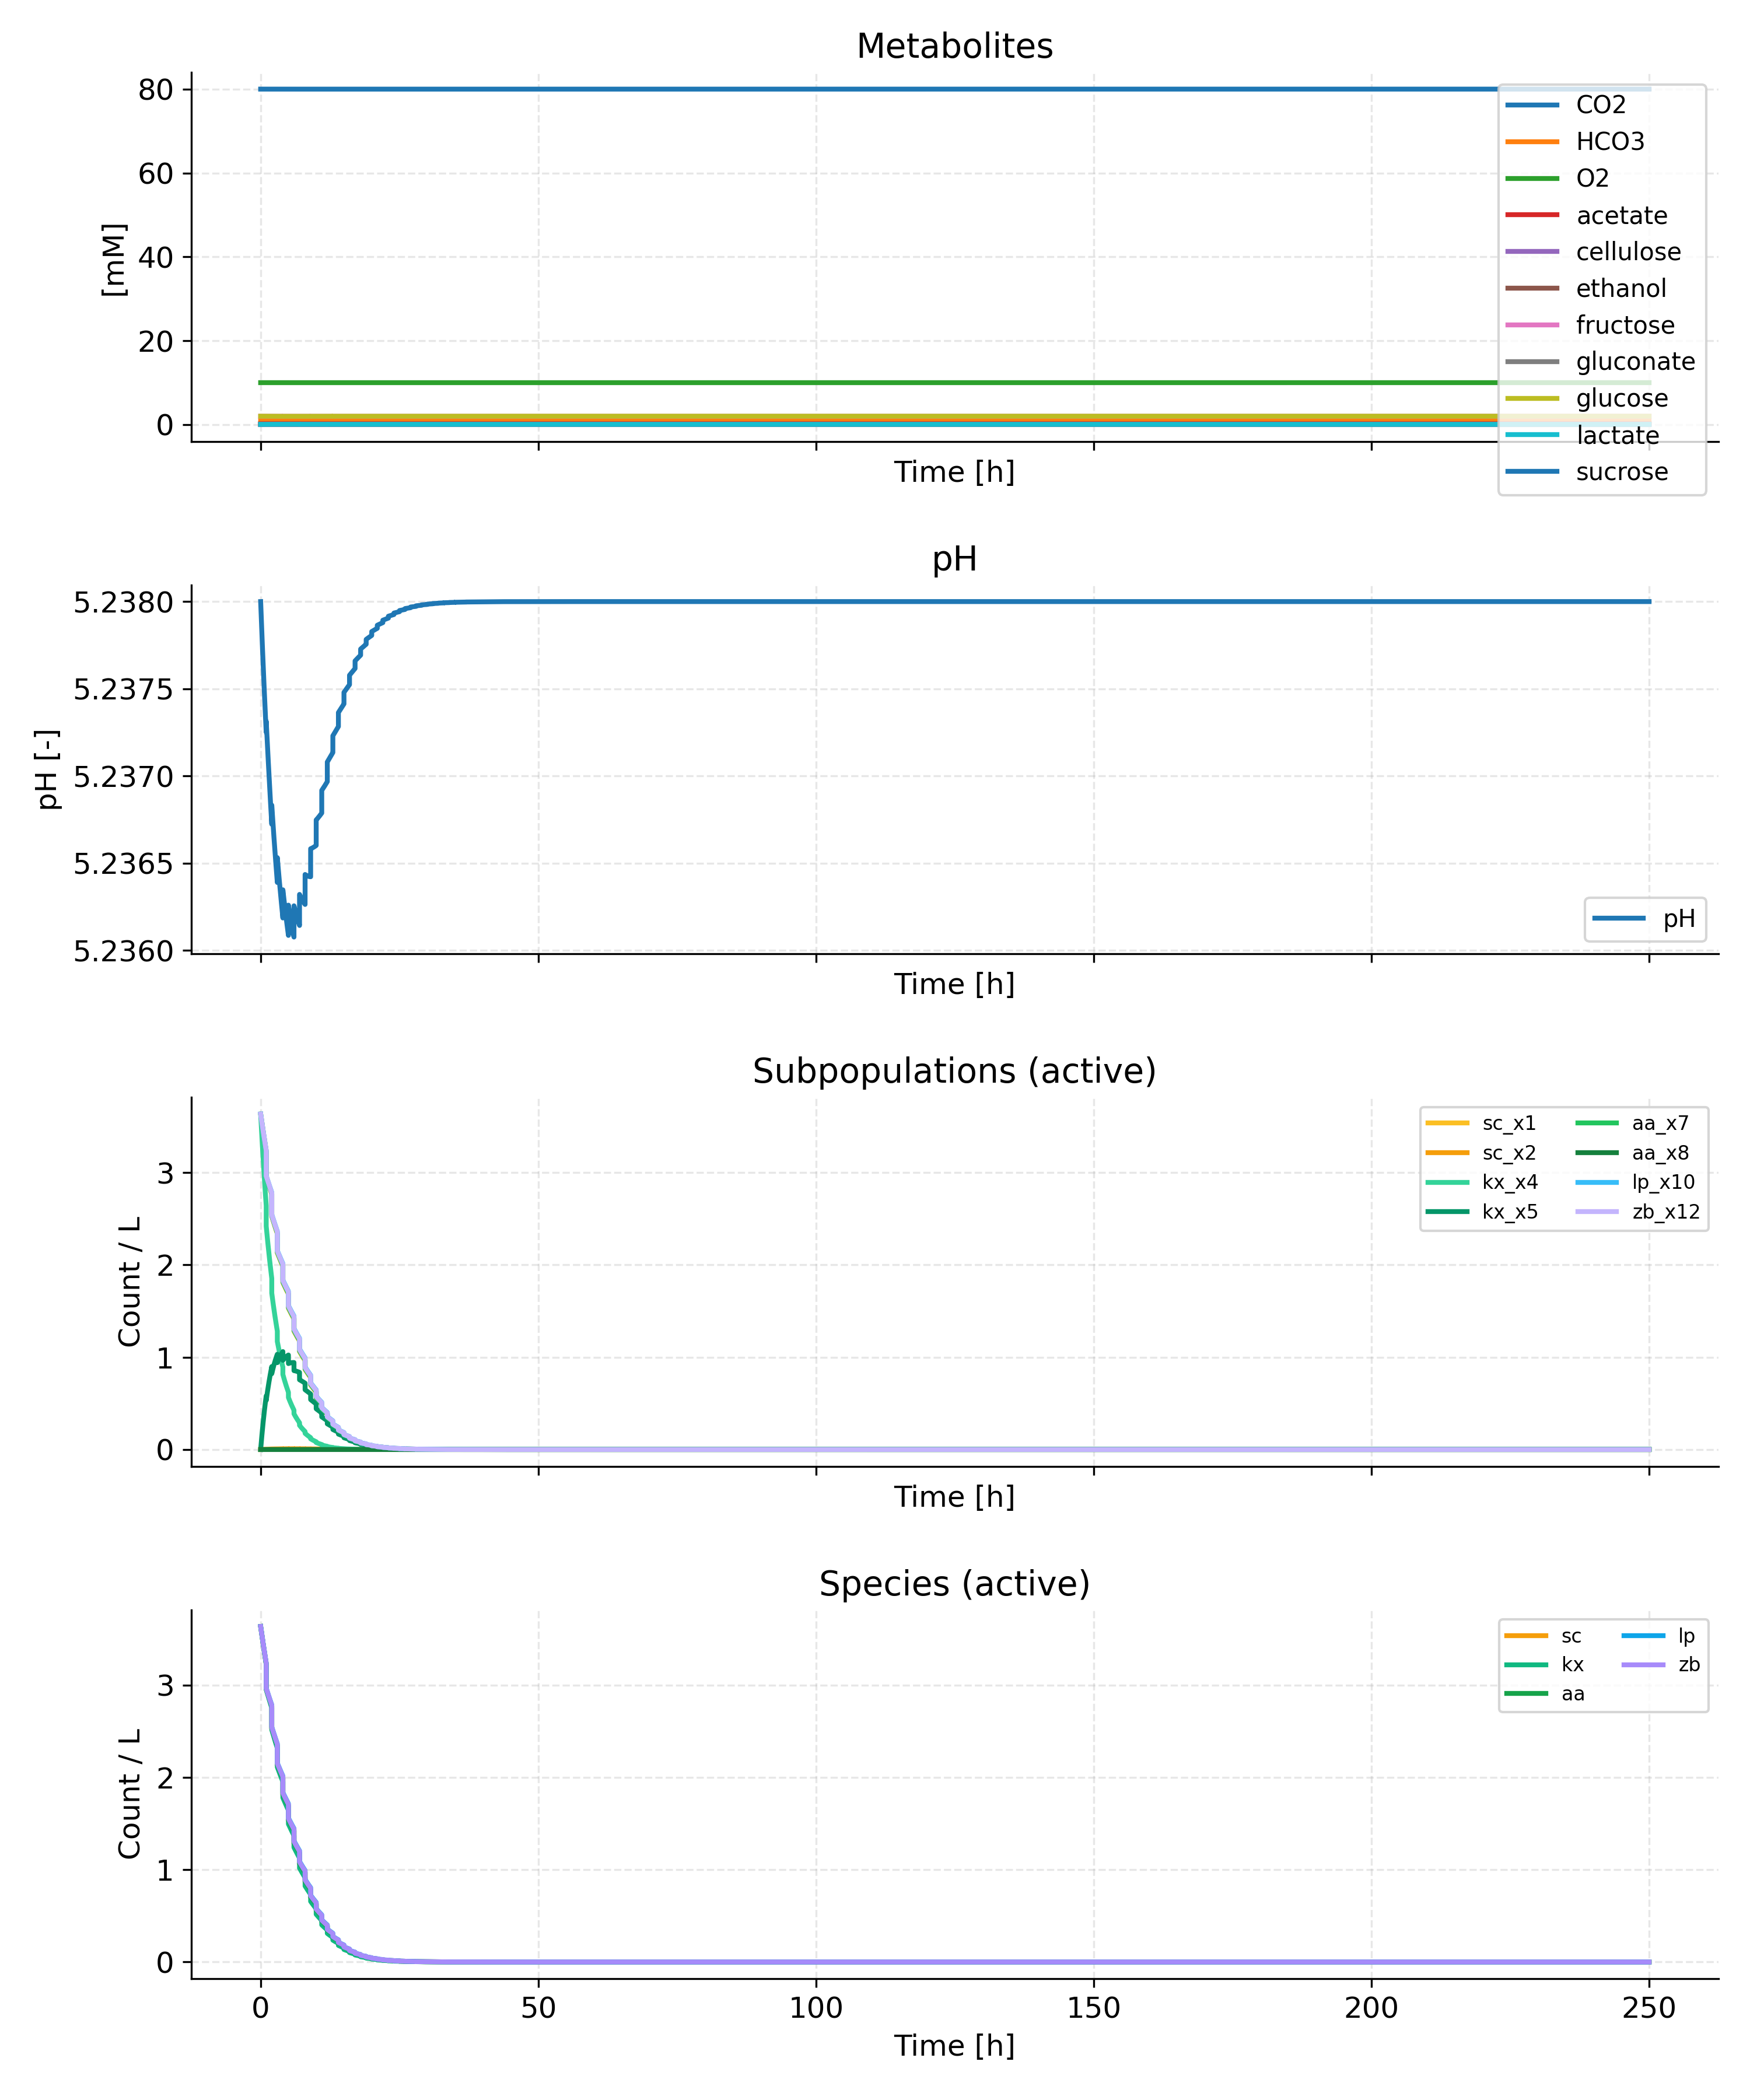 Metabolites
80
60
40
20
0
[mM]
Time [h]
CO2
HCO3
O2
acetate
cellulose
ethanol
fructose
gluconate
glucose
lactate
sucrose
pH
5.2380
5.2375
5.2370
5.2365
5.2360
pH [-]
Time [h]
pH
Subpopulations (active)
3
2
1
0
Count / L
Time [h]
sc_x1 aa_x7
sc_x2 aa_x8
kx_x4 lp_x10
kx_x5 zb_x12
Species (active)
3
2
1
0
Count / L
sc lp
kx zb
aa
0 50 100 150 200 250
Time [h]